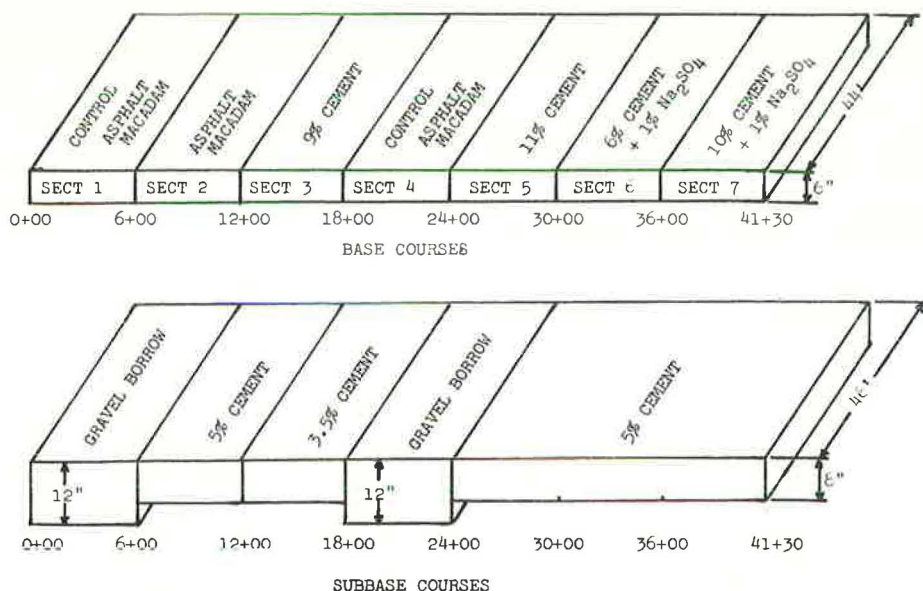 CONTROL
ASPHALT
MACADAM
ASPHALT
MACADAM
9% CEMENT
CONTROL
ASPHALT
MACADAM
11% CEMENT
6% CEMENT
+ 1% Na2SO4
10% CEMENT
+ 1% Na2SO4
44'
SECT 1 SECT 2 SECT 3 SECT 4 SECT 5 SECT 6 SECT 7 6"
0+00 6+00 12+00 18+00 24+00 30+00 36+00 41+30
BASE COURSES
GRAVEL BORROW
5% CEMENT
3.5% CEMENT
GRAVEL BORROW
5% CEMENT
46'
12" 12" 8"
0+00 6+00 12+00 18+00 24+00 30+00 36+00 41+30
SUBBASE COURSES